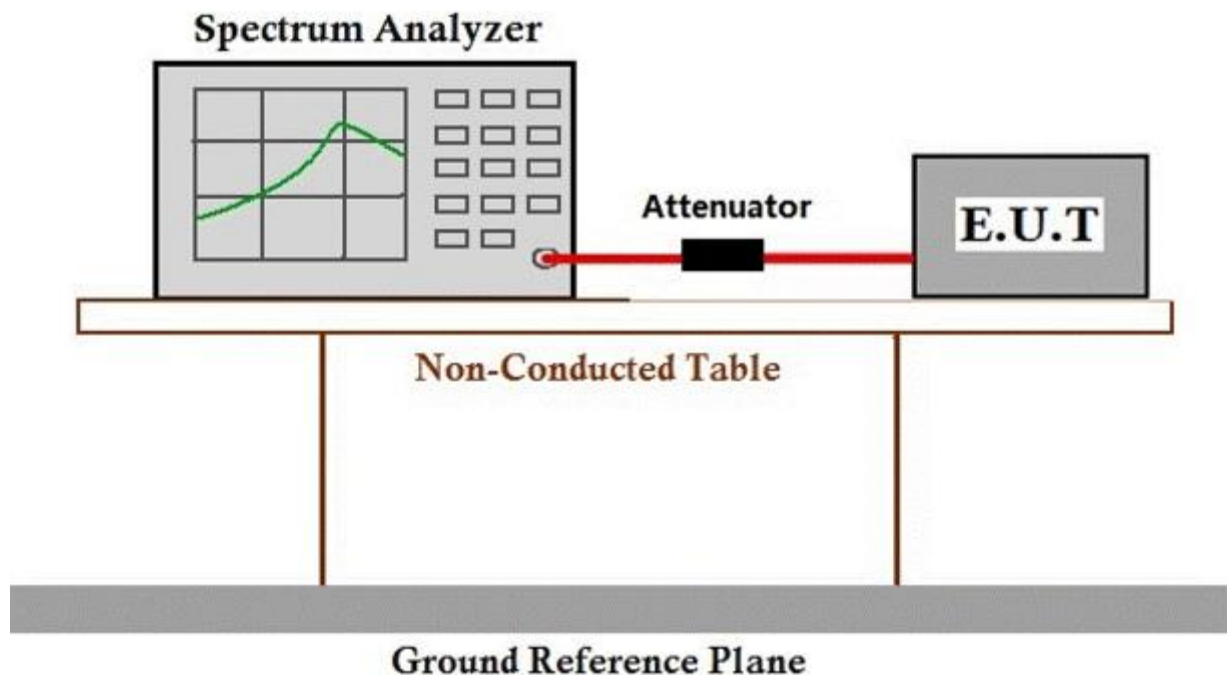 Spectrum Analyzer
Attenuator
E.U.T
Non-Conducted Table
Ground Reference Plane